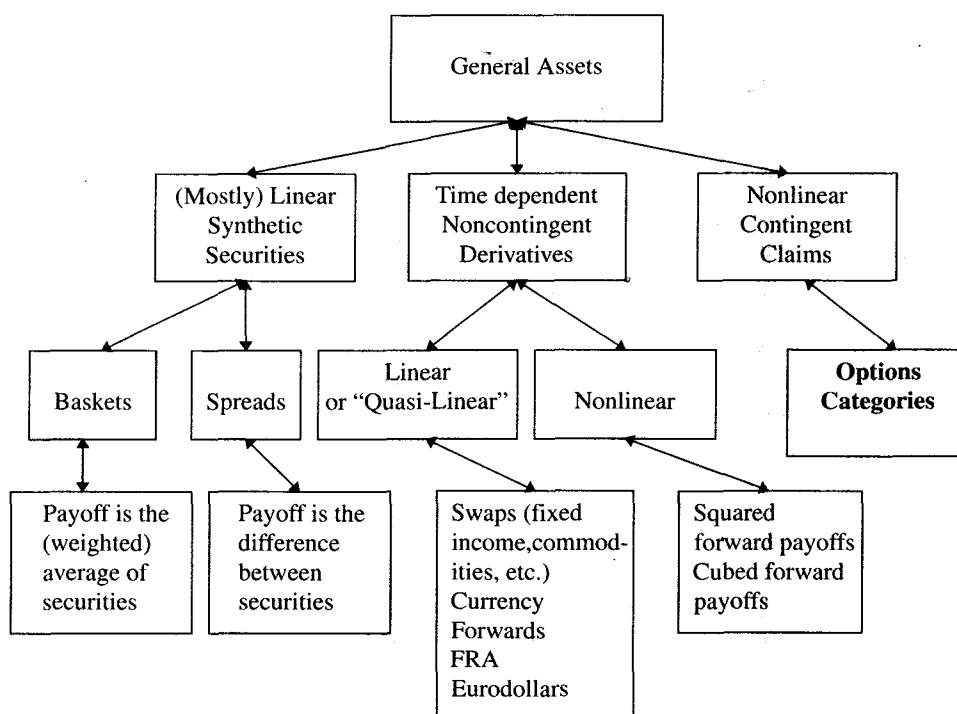 General Assets
(Mostly) Linear
Synthetic
Securities
Time dependent
Noncontingent
Derivatives
Nonlinear
Contingent
Claims
Baskets
Spreads
Linear
or “Quasi-Linear”
Nonlinear
Options
Categories
Payoff is the
(weighted)
average of
securities
Payoff is the
difference
between
securities
Swaps (fixed
income,commod-
ities, etc.)
Currency
Forwards
FRA
Eurodollars
Squared
forward payoffs
Cubed forward
payoffs